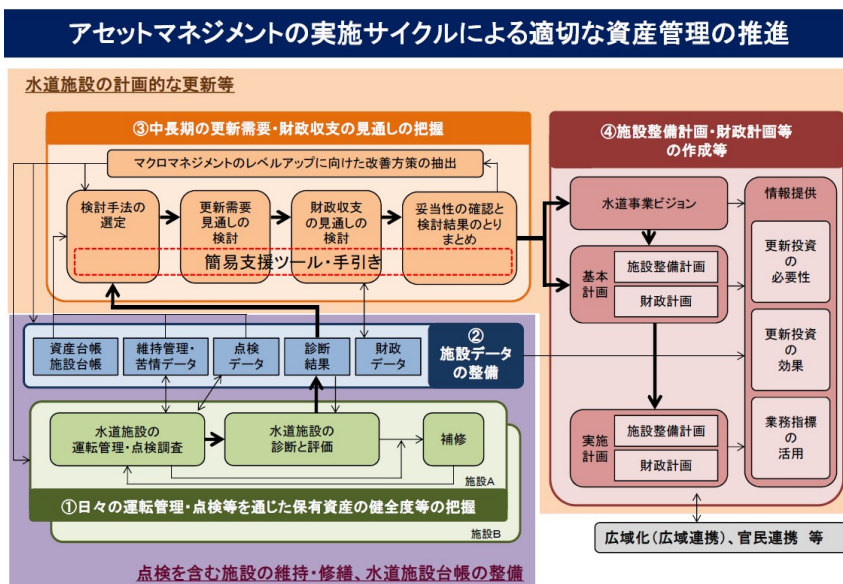 アセットマネジメントの実施サイクルによる適切な資産管理の推進
水道施設の計画的な更新等
③中長期の更新需要・財政収支の見通しの把握
マクロマネジメントのレベルアップに向けた改善方策の抽出
検討手法の
選定
更新需要
見通しの
検討
財政収支
の見通しの
検討
妥当性の確認と
検討結果のとり
まとめ
簡易支援ツール・手引き
④施設整備計画・財政計画等
の作成等
水道事業ビジョン
基本
計画
施設整備計画
財政計画
実施
計画
施設整備計画
財政計画
情報提供
更新投資
の
必要性
更新投資
の
効果
業務指標
の
活用
資産台帳
施設台帳
維持管理・
苦情データ
点検
データ
診断
結果
財政
データ
②
施設データ
の整備
水道施設の
運転管理・点検調査
水道施設の
診断と評価
補修
施設A
①日々の運転管理・点検等を通じた保有資産の健全度等の把握
施設B
広域化(広域連携)、官民連携 等
点検を含む施設の維持・修繕、水道施設台帳の整備